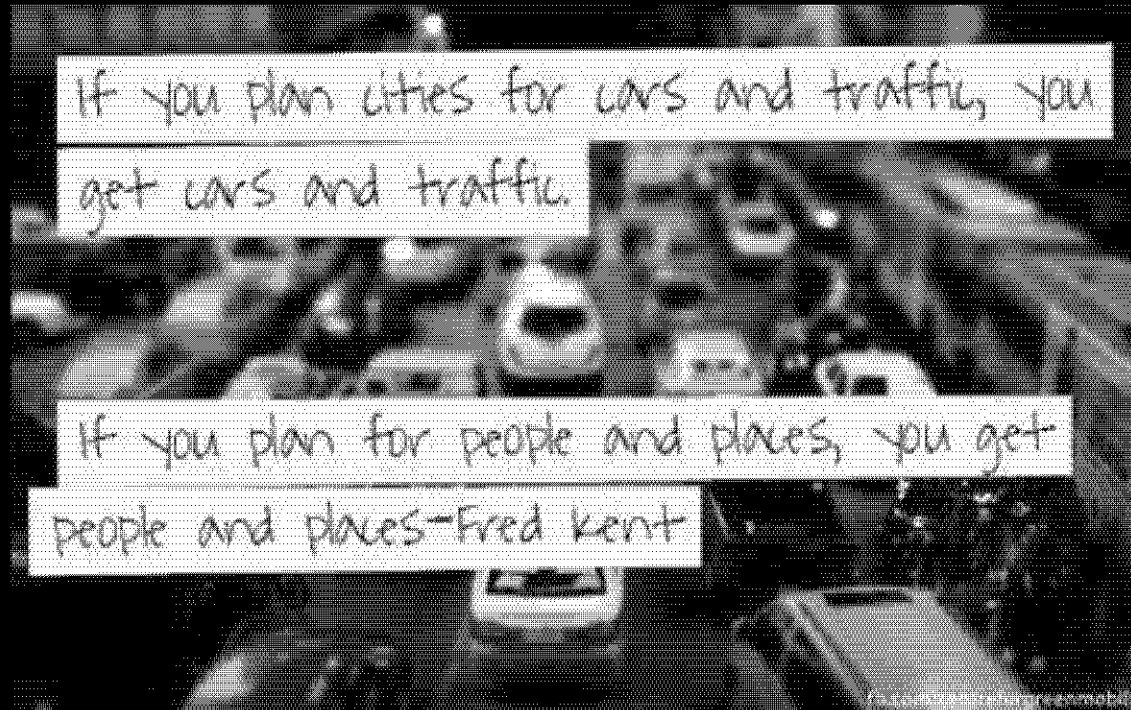 If you plan cities for cars and traffic, you
get cars and traffic.
If you plan for people and places, you get
people and places-Fred Kent